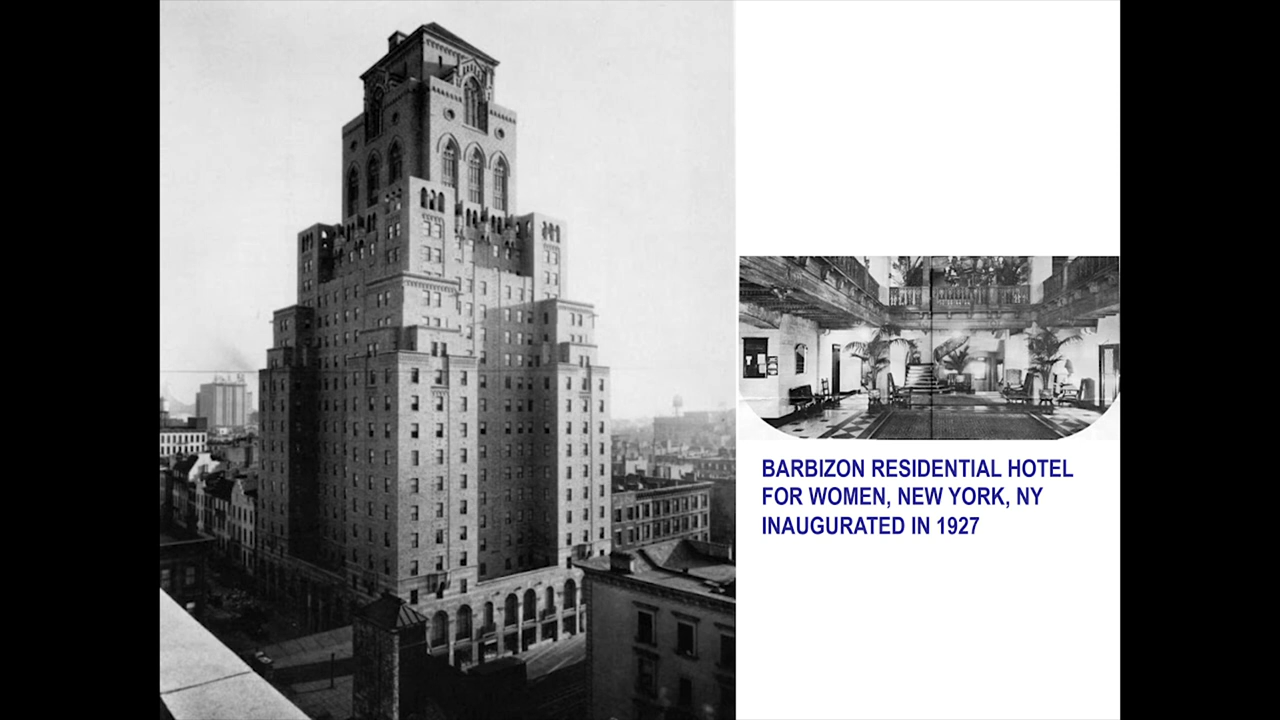 BARBIZON RESIDENTIAL HOTEL
FOR WOMEN, NEW YORK, NY
INAUGURATED IN 1927